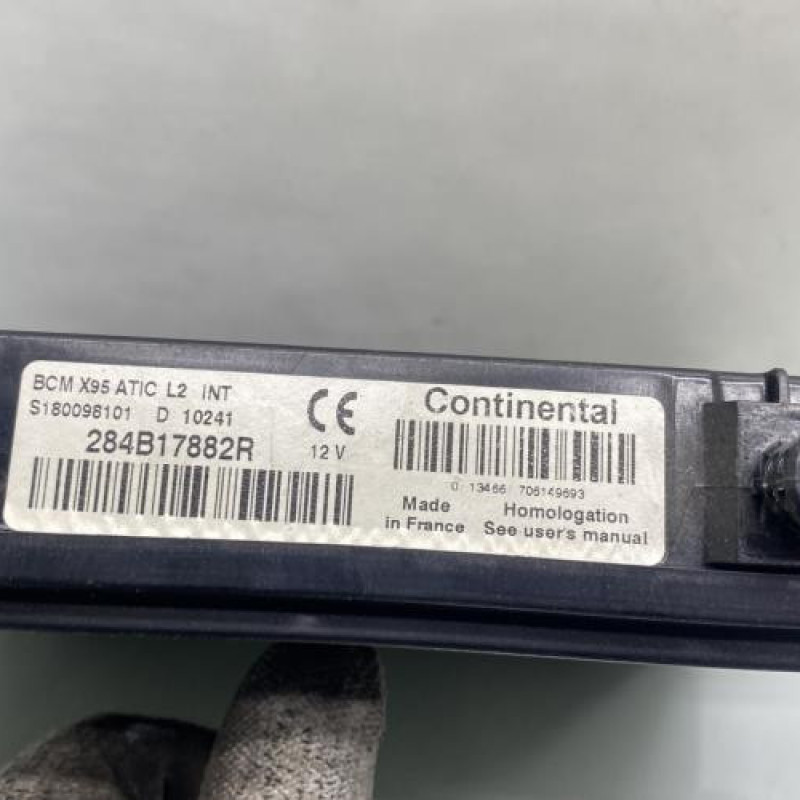 BCM X95 ATIC L2 INT
S180098101 D 10241
284B17882R
CE
12 V
Continental
0 13466 706149693
Made
in France
Homologation
See user's manual